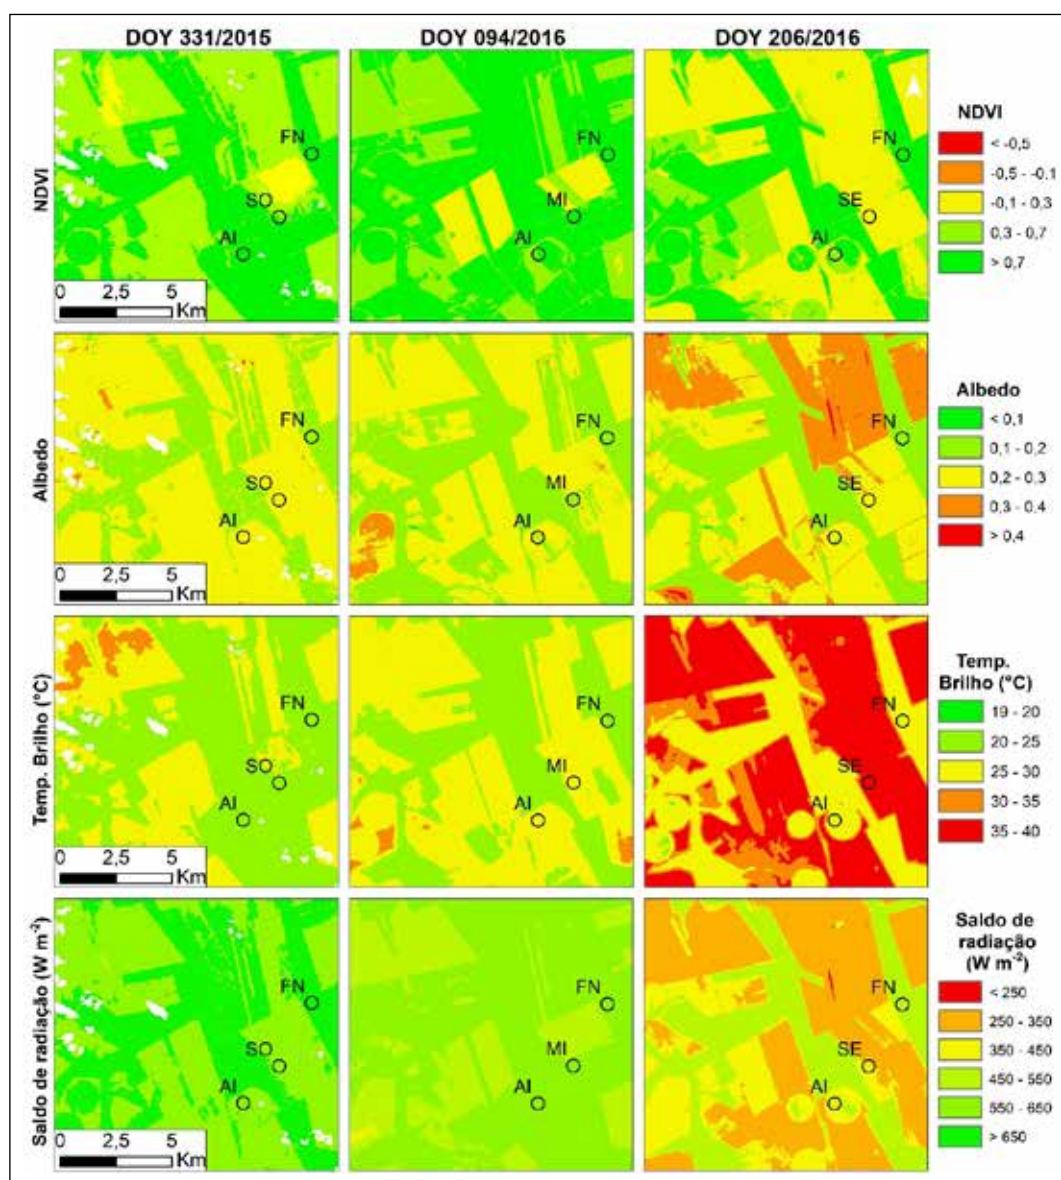 DOY 331/2015
DOY 094/2016
DOY 206/2016
NDVI
FN
SO
AI
0 2,5 5
Km
FN
MI
AI
FN
SE
AI
NDVI
< -0,5
-0,5 - -0,1
-0,1 - 0,3
0,3 - 0,7
> 0,7
Albedo
FN
SO
AI
0 2,5 5
Km
FN
MI
AI
FN
SE
AI
Albedo
< 0,1
0,1 - 0,2
0,2 - 0,3
0,3 - 0,4
> 0,4
Temp. Brilho (°C)
FN
SO
AI
0 2,5 5
Km
FN
MI
AI
FN
SE
AI
Temp.
Brilho (°C)
19 - 20
20 - 25
25 - 30
30 - 35
35 - 40
Saldo de radiação (W m-2)
FN
SO
AI
0 2,5 5
Km
FN
MI
AI
FN
SE
AI
Saldo de
radiação
(W m-2)
< 250
250 - 350
350 - 450
450 - 550
550 - 650
> 650